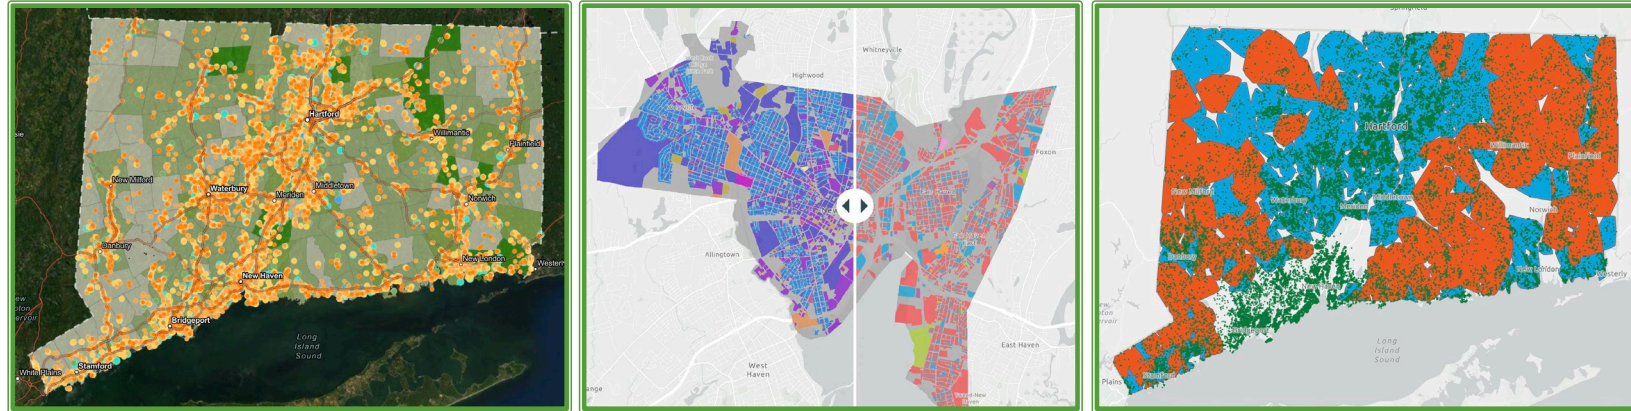 Hartford
Willimantic
Plainfield
New Milford
Waterbury
Meriden
Middletown
Norwich
Danbury
New London
Westerly
New Haven
Bridgeport
Long
Island
Sound
Stamford
White Plains
Whitneyville
Highwood
Foxon
Allingtown
West
Haven
East Haven
Hartford
Willimantic
Plainfield
New Milford
Waterbury
Meriden
Middletown
Norwich
Danbury
New London
Westerly
New Haven
Bridgeport
Long
Island
Sound
Stamford
Plains